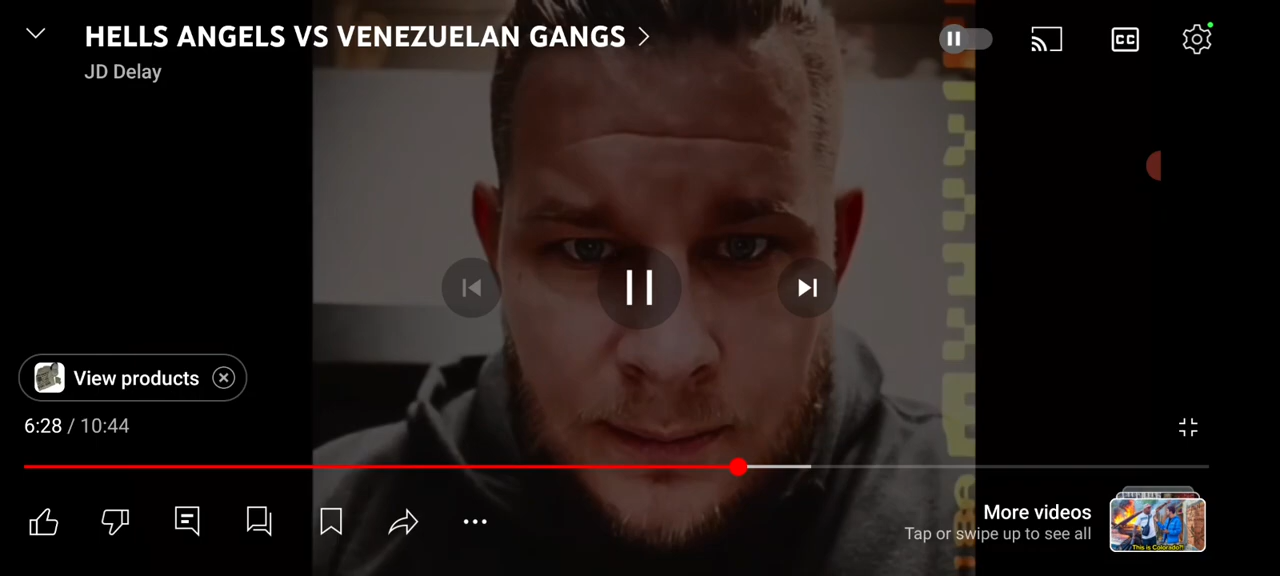 HELLS ANGELS VS VENEZUELAN GANGS
JD Delay
CC
View products
6:28 / 10:44
More videos
Tap or swipe up to see all
This is Colorado?!